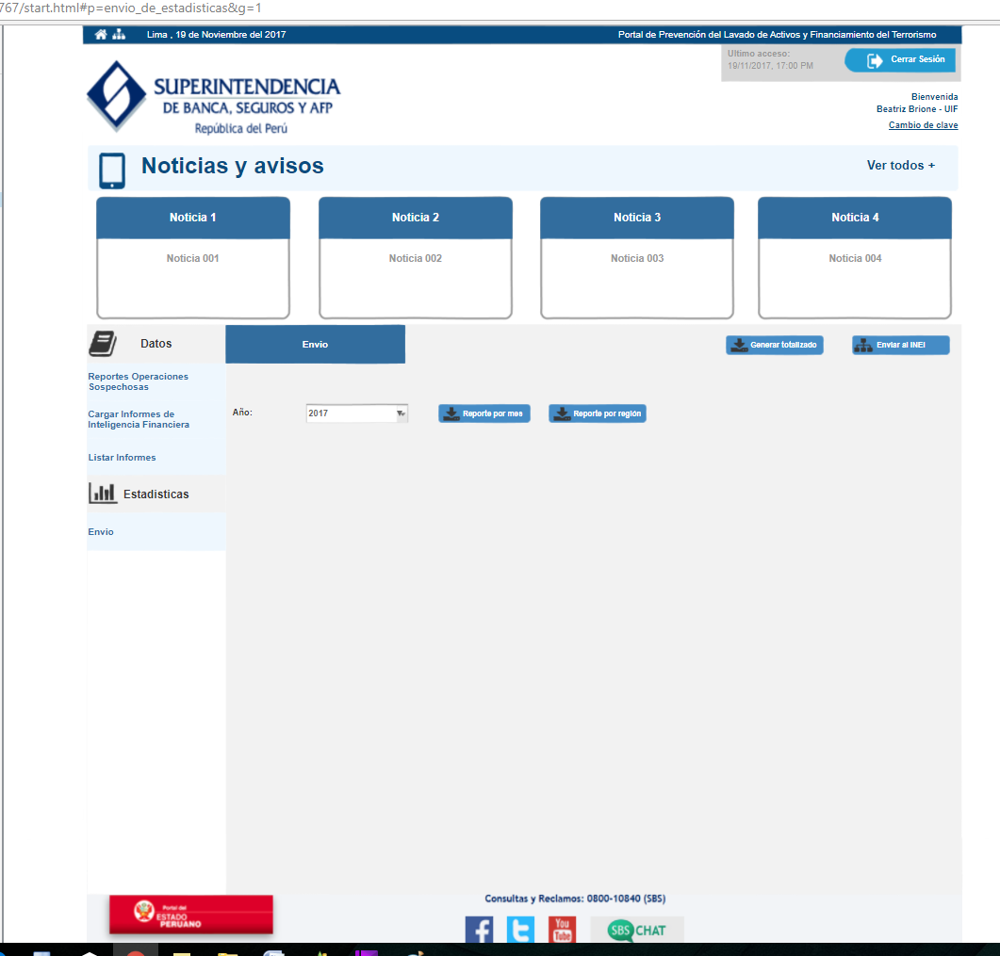 767/start.html#p=envio_de_estadisticas&g=1
Lima , 19 de Noviembre del 2017
Portal de Prevención del Lavado de Activos y Financiamiento del Terrorismo
Ultimo acceso:
19/11/2017, 17:00 PM
Cerrar Sesión
SUPERINTENDENCIA
DE BANCA, SEGUROS Y AFP
República del Perú
Bienvenida
Beatriz Brione - UIF
Cambio de clave
Noticias y avisos
Ver todos +
Noticia 1
Noticia 2
Noticia 3
Noticia 4
Noticia 001
Noticia 002
Noticia 003
Noticia 004
Datos
Envio
Generar totalizado
Enviar al INEI
Reportes Operaciones
Sospechosas
Cargar Informes de
Inteligencia Financiera
Año:
2017
Reporte por mes
Reporte por región
Listar Informes
Estadisticas
Envio
Portal del
ESTADO
PERUANO
Consultas y Reclamos: 0800-10840 (SBS)
f
t
You
Tube
SBS CHAT